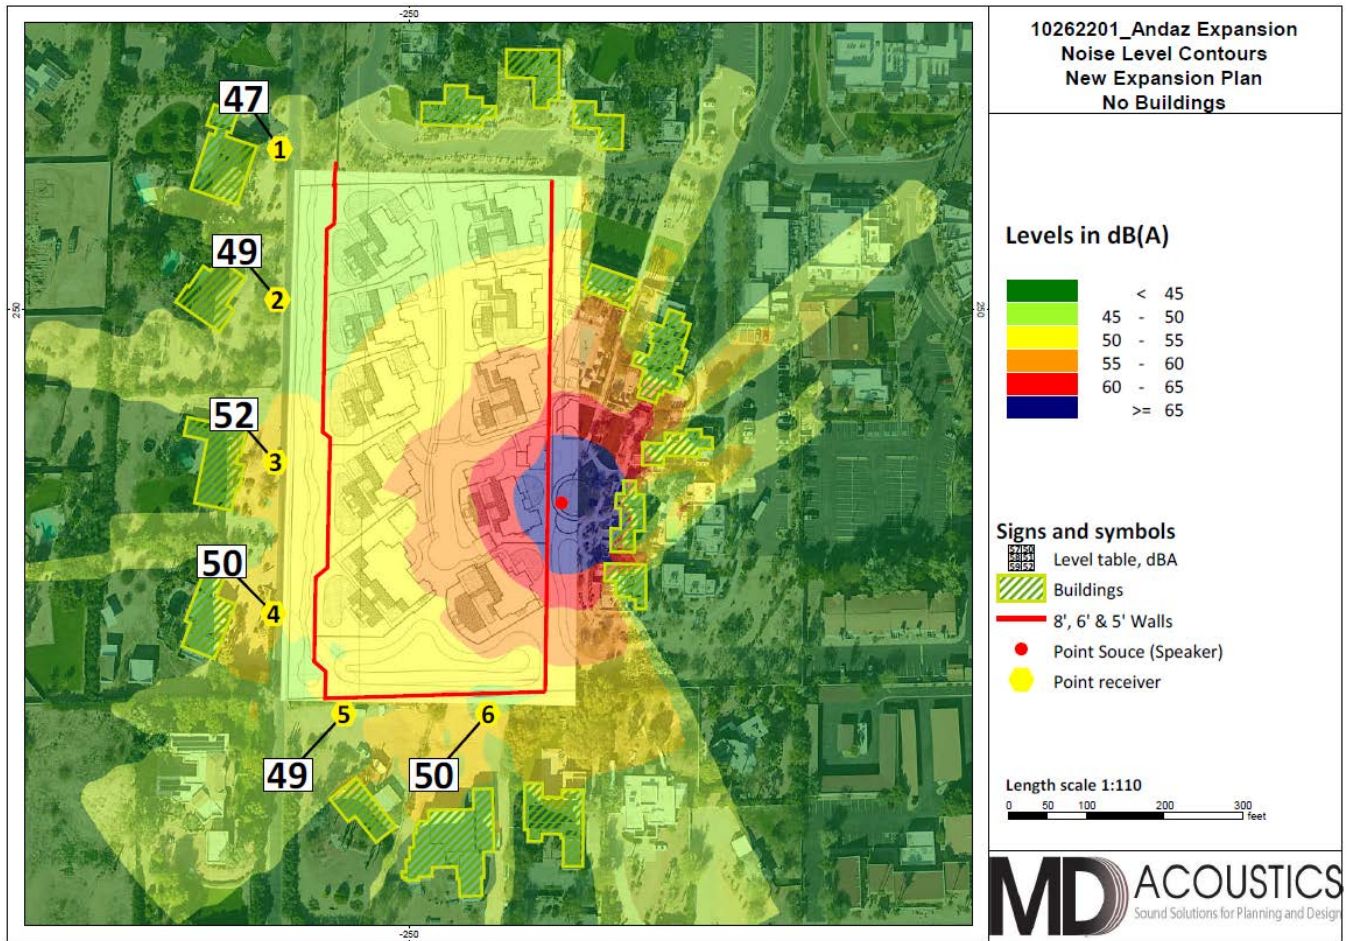 -250
10262201_Andaz Expansion
Noise Level Contours
New Expansion Plan
No Buildings
47
1
49
2
250
250
52
3
50
4
5
6
49
50
-250
Levels in dB(A)
< 45
45 - 50
50 - 55
55 - 60
60 - 65
>= 65
Signs and symbols
Level table, dBA
Buildings
8', 6' & 5' Walls
Point Souce (Speaker)
Point receiver
Length scale 1:110
0 50 100 200 300
feet
MD ACOUSTICS
Sound Solutions for Planning and Design